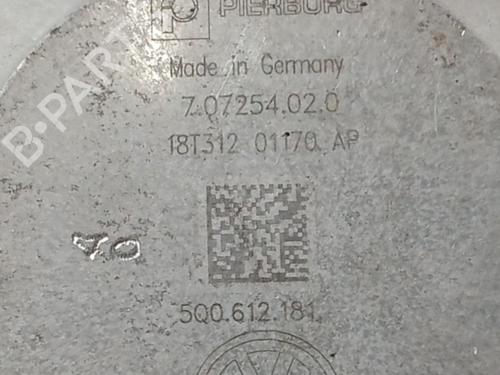 PIERBURG
Made in Germany
7.07254.02.0
18T312 01170 AP
5Q0.612.181.
B-PARTS